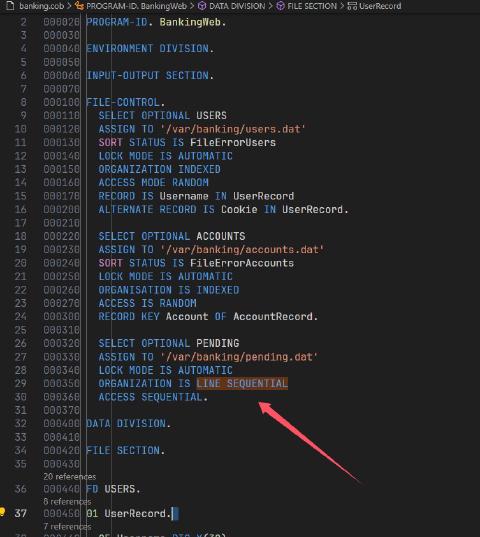 banking.cob > PROGRAM-ID. BankingWeb > DATA DIVISION > FILE SECTION > UserRecord
2 000020 PROGRAM-ID. BankingWeb.
3 000030
4 000040 ENVIRONMENT DIVISION.
5 000050
6 000060 INPUT-OUTPUT SECTION.
7 000070
8 000100 FILE-CONTROL.
9 000110 SELECT OPTIONAL USERS
10 000120 ASSIGN TO '/var/banking/users.dat'
11 000130 SORT STATUS IS FileErrorUsers
12 000140 LOCK MODE IS AUTOMATIC
13 000150 ORGANIZATION INDEXED
14 000160 ACCESS MODE RANDOM
15 000170 RECORD IS Username IN UserRecord
16 000200 ALTERNATE RECORD IS Cookie IN UserRecord.
17 000210
18 000220 SELECT OPTIONAL ACCOUNTS
19 000230 ASSIGN TO '/var/banking/accounts.dat'
20 000240 SORT STATUS IS FileErrorAccounts
21 000250 LOCK MODE IS AUTOMATIC
22 000260 ORGANISATION IS INDEXED
23 000270 ACCESS IS RANDOM
24 000300 RECORD KEY Account OF AccountRecord.
25 000310
26 000320 SELECT OPTIONAL PENDING
27 000330 ASSIGN TO '/var/banking/pending.dat'
28 000340 LOCK MODE IS AUTOMATIC
29 000350 ORGANIZATION IS LINE SEQUENTIAL
30 000360 ACCESS SEQUENTIAL.
31 000370
32 000400 DATA DIVISION.
33 000410
34 000420 FILE SECTION.
35 000430
20 references
36 000440 FD USERS.
8 references
37 000450 01 UserRecord.
7 references